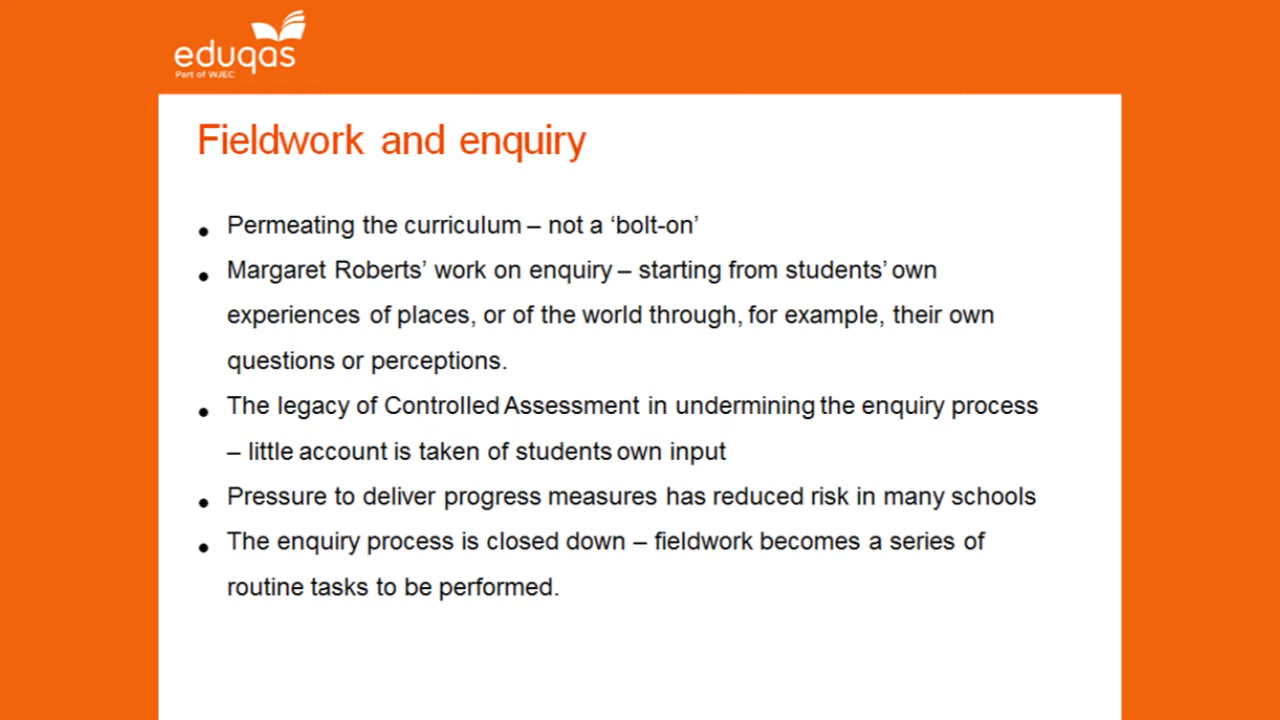 eduqas
Part of WJEC
Fieldwork and enquiry
• Permeating the curriculum – not a ‘bolt-on’
• Margaret Roberts’ work on enquiry – starting from students’ own
experiences of places, or of the world through, for example, their own
questions or perceptions.
• The legacy of Controlled Assessment in undermining the enquiry process
– little account is taken of students own input
• Pressure to deliver progress measures has reduced risk in many schools
• The enquiry process is closed down – fieldwork becomes a series of
routine tasks to be performed.